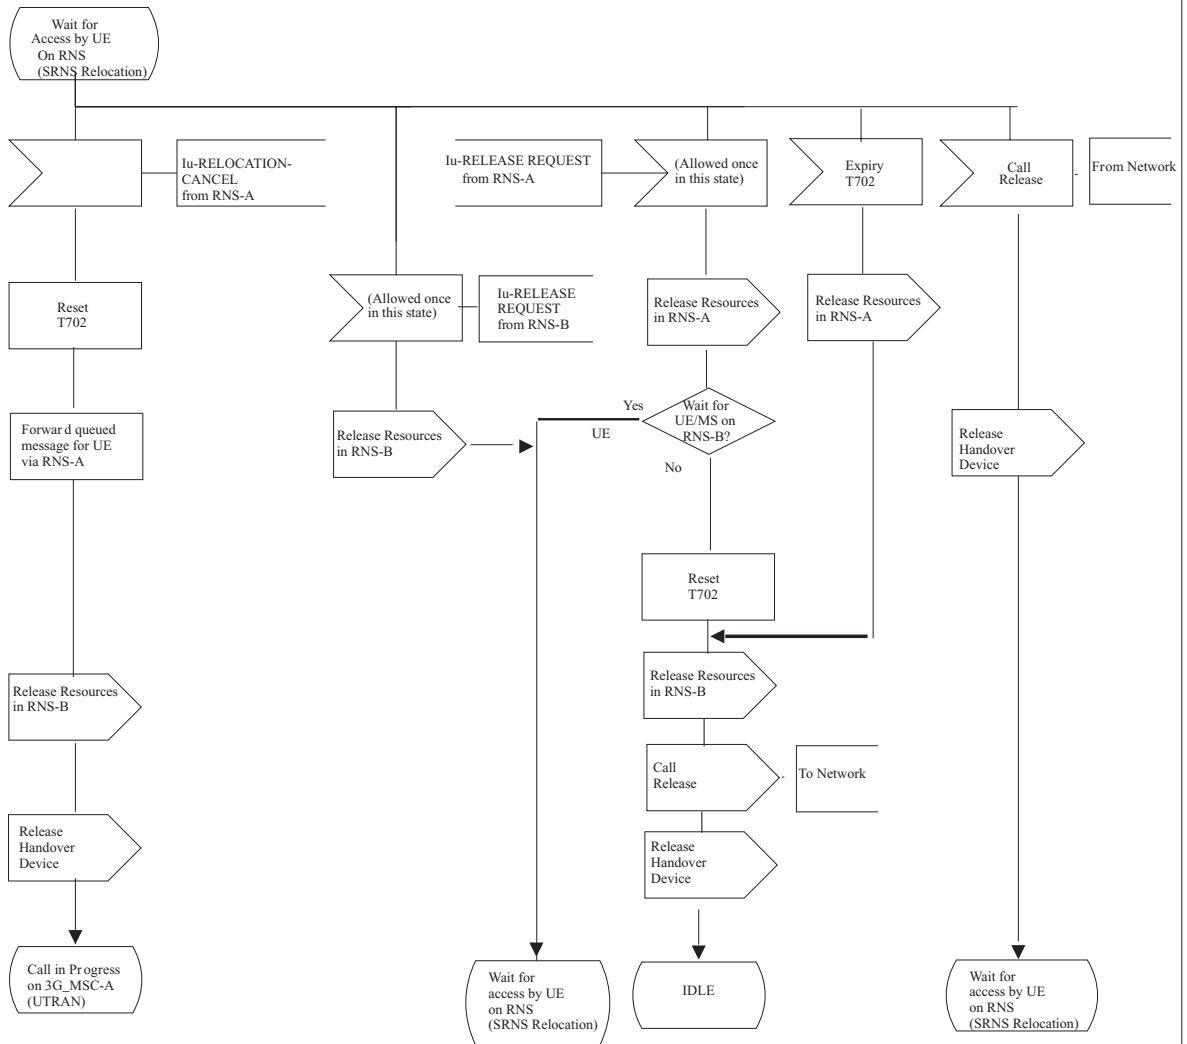 Wait for
Access by UE
On RNS
(SRNS Relocation)
Iu-RELOCATION-
CANCEL
from RNS-A
Iu-RELEASE REQUEST
from RNS-A
(Allowed once
in this state)
Expiry
T702
Call
Release
From Network
Reset
T702
(Allowed once
in this state)
Iu-RELEASE
REQUEST
from RNS-B
Release Resources
in RNS-A
Release Resources
in RNS-A
Forward queued
message for UE
via RNS-A
Release Resources
in RNS-B
Yes
UE
Wait for
UE/MS on
RNS-B?
No
Release
Handover
Device
Reset
T702
Release Resources
in RNS-B
Release Resources
in RNS-B
Call
Release
To Network
Release
Handover
Device
Release
Handover
Device
Call in Progress
on 3G_MSC-A
(UTRAN)
Wait for
access by UE
on RNS
(SRNS Relocation)
IDLE
Wait for
access by UE
on RNS
(SRNS Relocation)